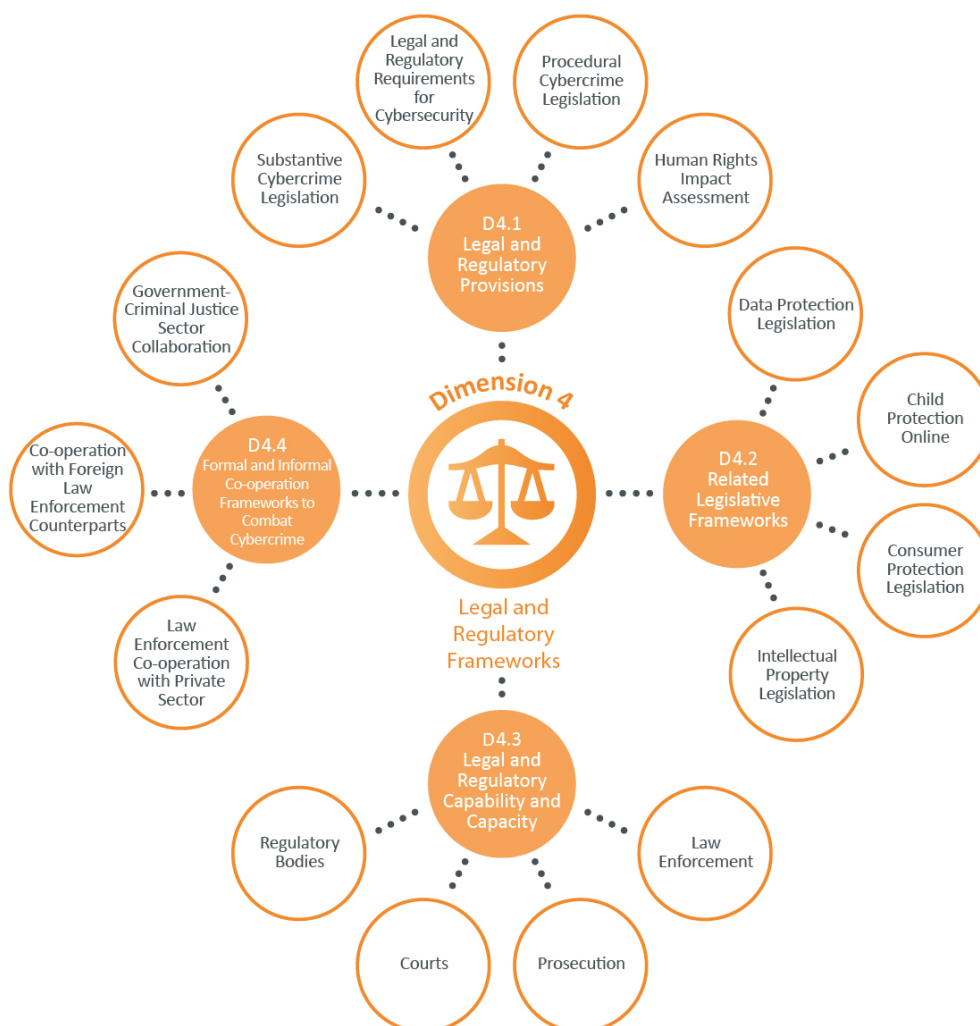 Legal and
Regulatory
Requirements
for
Cybersecurity
Procedural
Cybercrime
Legislation
Substantive
Cybercrime
Legislation
Human Rights
Impact
Assessment
D4.1
Legal and
Regulatory
Provisions
Government-
Criminal Justice
Sector
Collaboration
Data Protection
Legislation
Dimension 4
Child
Protection
Online
Co-operation
with Foreign
Law
Enforcement
Counterparts
D4.4
Formal and Informal
Co-operation
Frameworks to
Combat
Cybercrime
D4.2
Related
Legislative
Frameworks
Consumer
Protection
Legislation
Legal and
Regulatory
Frameworks
Law
Enforcement
Co-operation
with Private
Sector
Intellectual
Property
Legislation
D4.3
Legal and
Regulatory
Capability and
Capacity
Regulatory
Bodies
Law
Enforcement
Courts
Prosecution